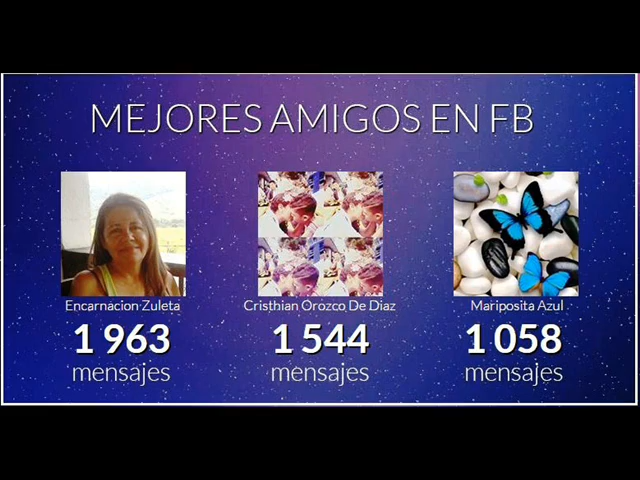 MEJORES AMIGOS EN FB
Encarnacion Zuleta
1 963
mensajes
Cristhian Orozco De Diaz
1 544
mensajes
Mariposita Azul
1 058
mensajes